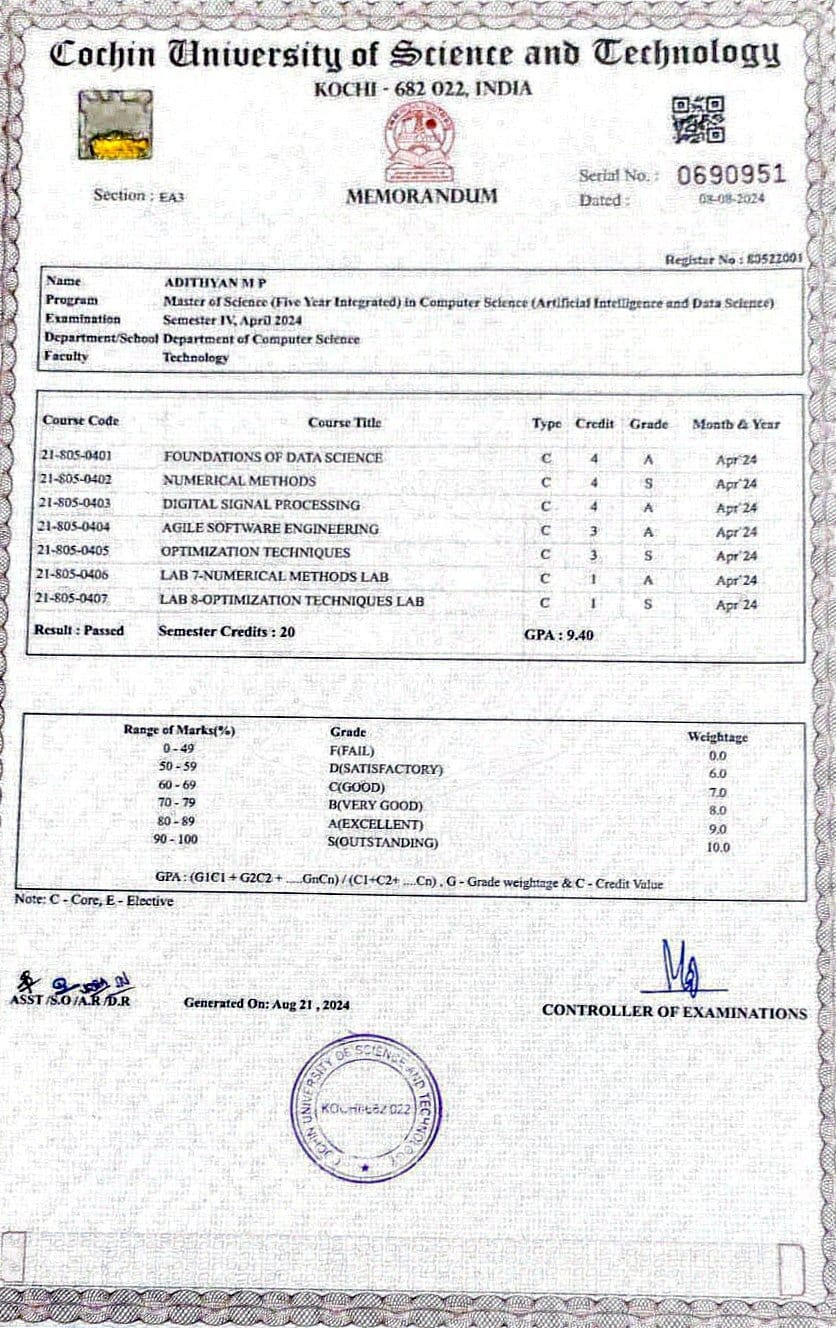 Cochin University of Science and Technology
KOCHI - 682 022, INDIA
Serial No. : 0690951
Section : EA3
MEMORANDUM
Dated : 08-08-2024
Register No : 80522001
Name ADITHYAN M P
Program Master of Science (Five Year Integrated) in Computer Science (Artificial Intelligence and Data Science)
Examination Semester IV, April 2024
Department/School Department of Computer Science
Faculty Technology
Course Code Course Title Type Credit Grade Month & Year
21-805-0401 FOUNDATIONS OF DATA SCIENCE C 4 A Apr'24
21-805-0402 NUMERICAL METHODS C 4 S Apr'24
21-805-0403 DIGITAL SIGNAL PROCESSING C 4 A Apr'24
21-805-0404 AGILE SOFTWARE ENGINEERING C 3 A Apr'24
21-805-0405 OPTIMIZATION TECHNIQUES C 3 S Apr'24
21-805-0406 LAB 7-NUMERICAL METHODS LAB C 1 A Apr'24
21-805-0407 LAB 8-OPTIMIZATION TECHNIQUES LAB C 1 S Apr'24
Result : Passed Semester Credits : 20 GPA : 9.40
Range of Marks(%) Grade Weightage
0 - 49 F(FAIL) 0.0
50 - 59 D(SATISFACTORY) 6.0
60 - 69 C(GOOD) 7.0
70 - 79 B(VERY GOOD) 8.0
80 - 89 A(EXCELLENT) 9.0
90 - 100 S(OUTSTANDING) 10.0
GPA : (G1C1 + G2C2 + ....GnCn) / (C1+C2+ ....Cn) . G - Grade weightage & C - Credit Value
Note: C - Core, E - Elective
ASST /S.O /A.R /D.R Generated On: Aug 21 , 2024
CONTROLLER OF EXAMINATIONS
COCHIN UNIVERSITY OF SCIENCE AND TECHNOLOGY
KOCHI-682 022